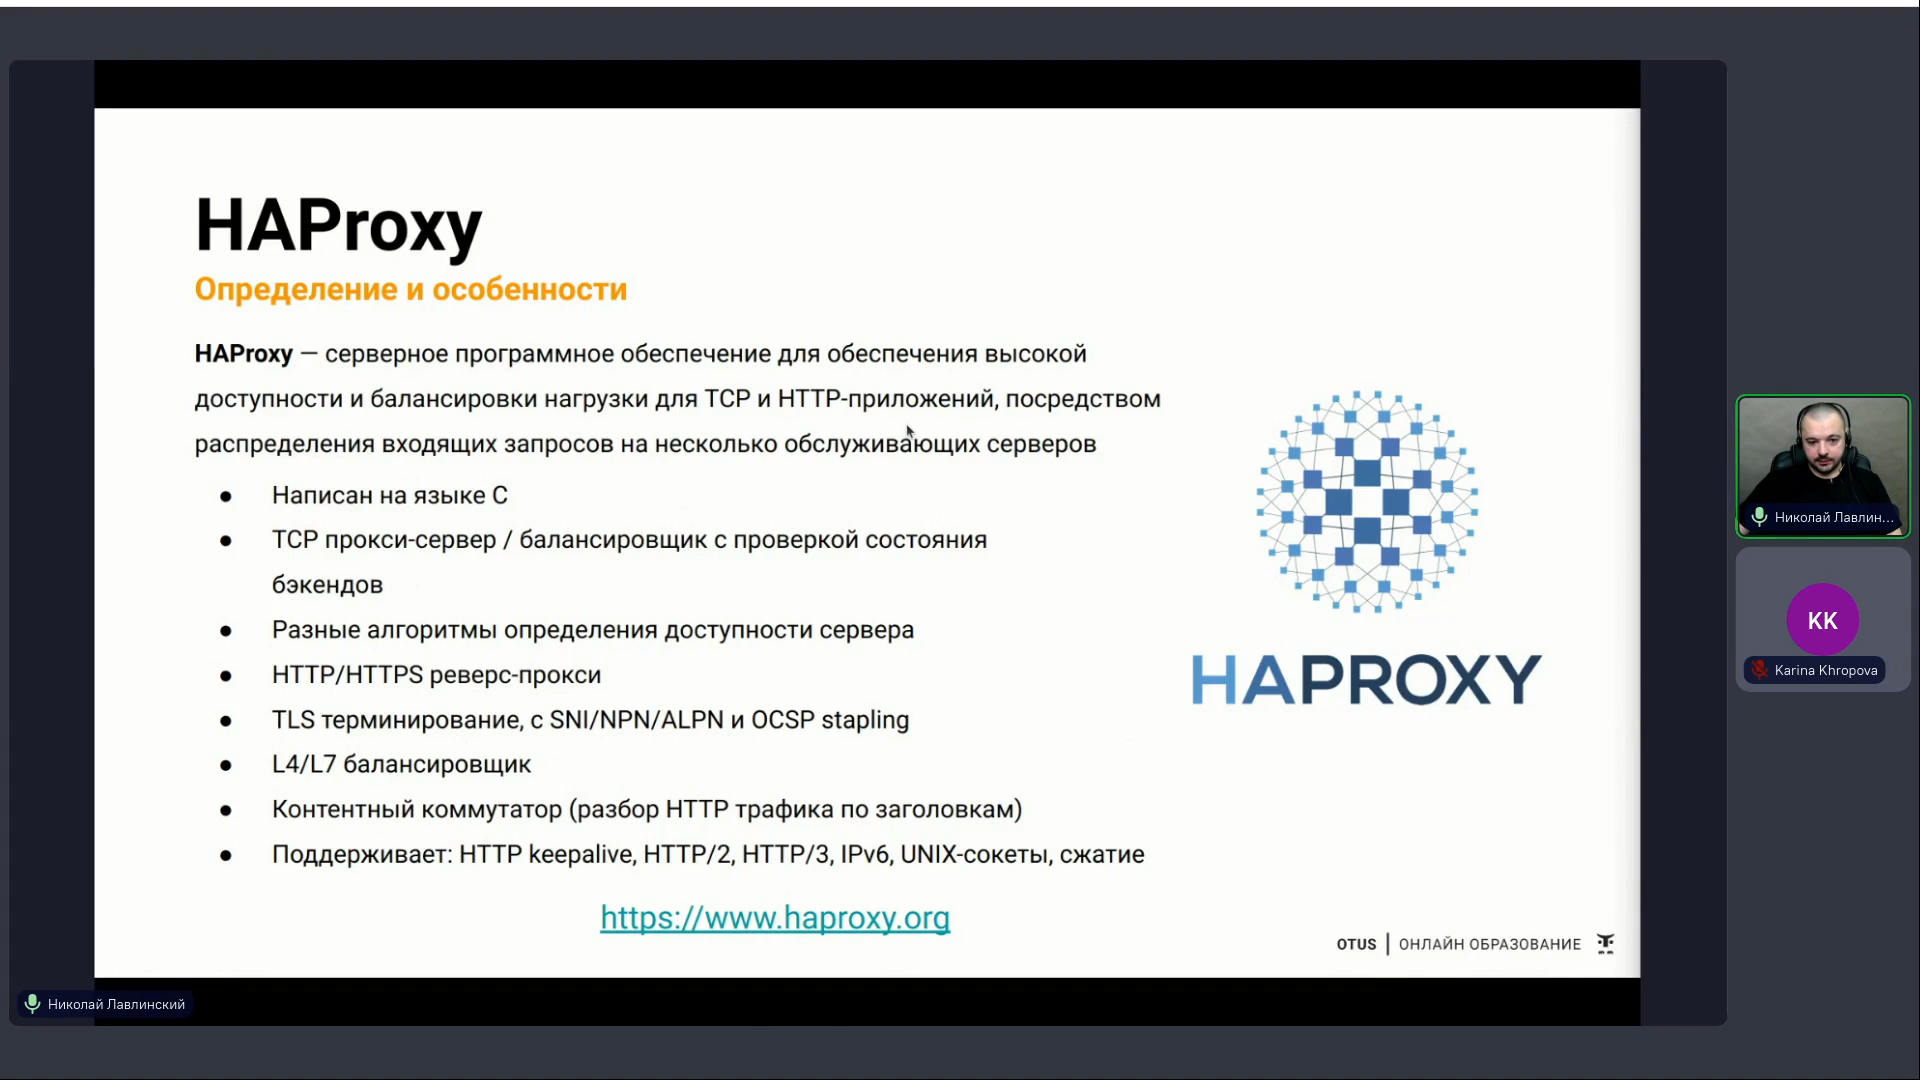 HAProxy
Определение и особенности
HAProxy — серверное программное обеспечение для обеспечения высокой
доступности и балансировки нагрузки для TCP и HTTP-приложений, посредством
распределения входящих запросов на несколько обслуживающих серверов
● Написан на языке C
● TCP прокси-сервер / балансировщик с проверкой состояния
бэкендов
● Разные алгоритмы определения доступности сервера
● HTTP/HTTPS реверс-прокси
● TLS терминирование, с SNI/NPN/ALPN и OCSP stapling
● L4/L7 балансировщик
● Контентный коммутатор (разбор HTTP трафика по заголовкам)
● Поддерживает: HTTP keepalive, HTTP/2, HTTP/3, IPv6, UNIX-сокеты, сжатие
https://www.haproxy.org
HAPROXY
OTUS | ОНЛАЙН ОБРАЗОВАНИЕ
Николай Лавлинский
Николай Лавлин...
KK
Karina Khropova